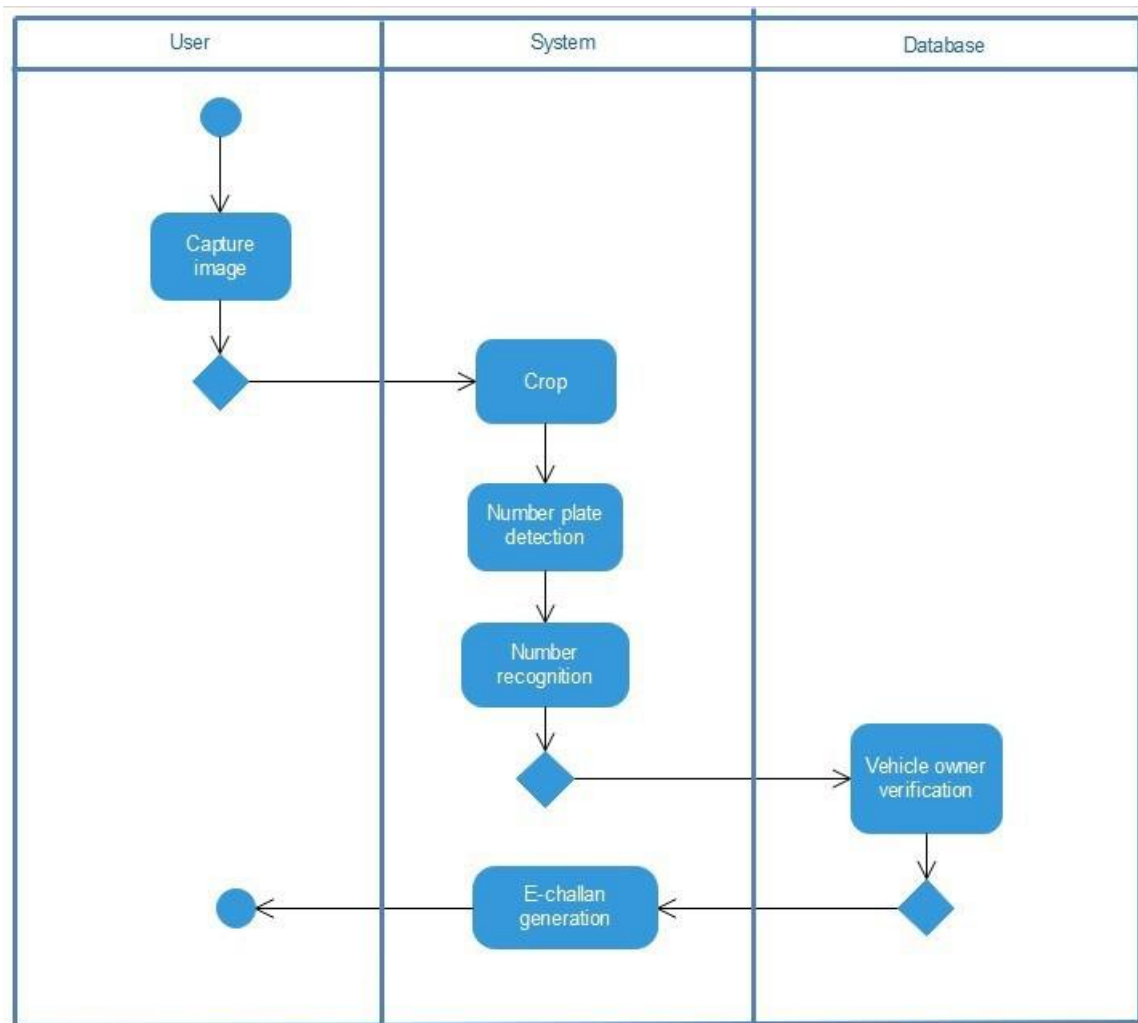 User
System
Database
Capture
image
Crop
Number plate
detection
Number
recognition
Vehicle owner
verification
E-challan
generation